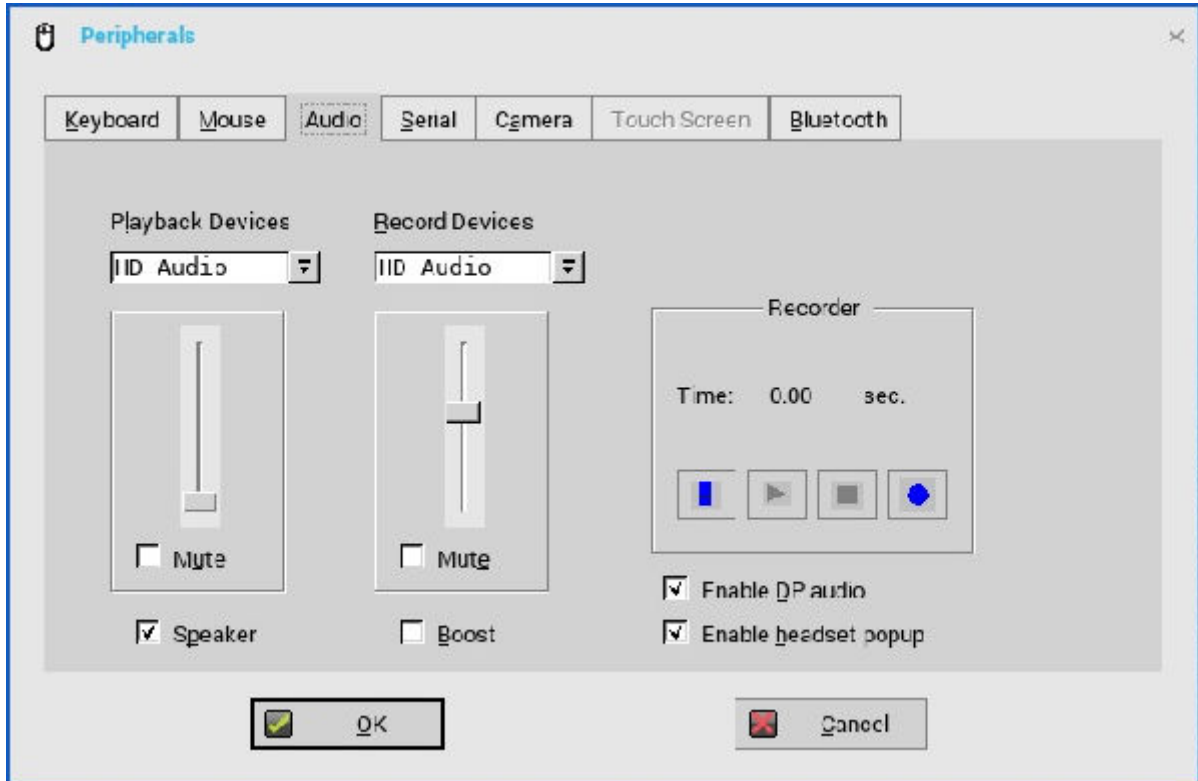 Peripherals
Keyboard Mouse Audio Serial Camera Touch Screen Bluetooth
Playback Devices Record Devices
HD Audio HD Audio
Recorder
Time: 0.00 sec.
Mute Mute
Enable DP audio
Speaker Boost Enable headset popup
OK Cancel